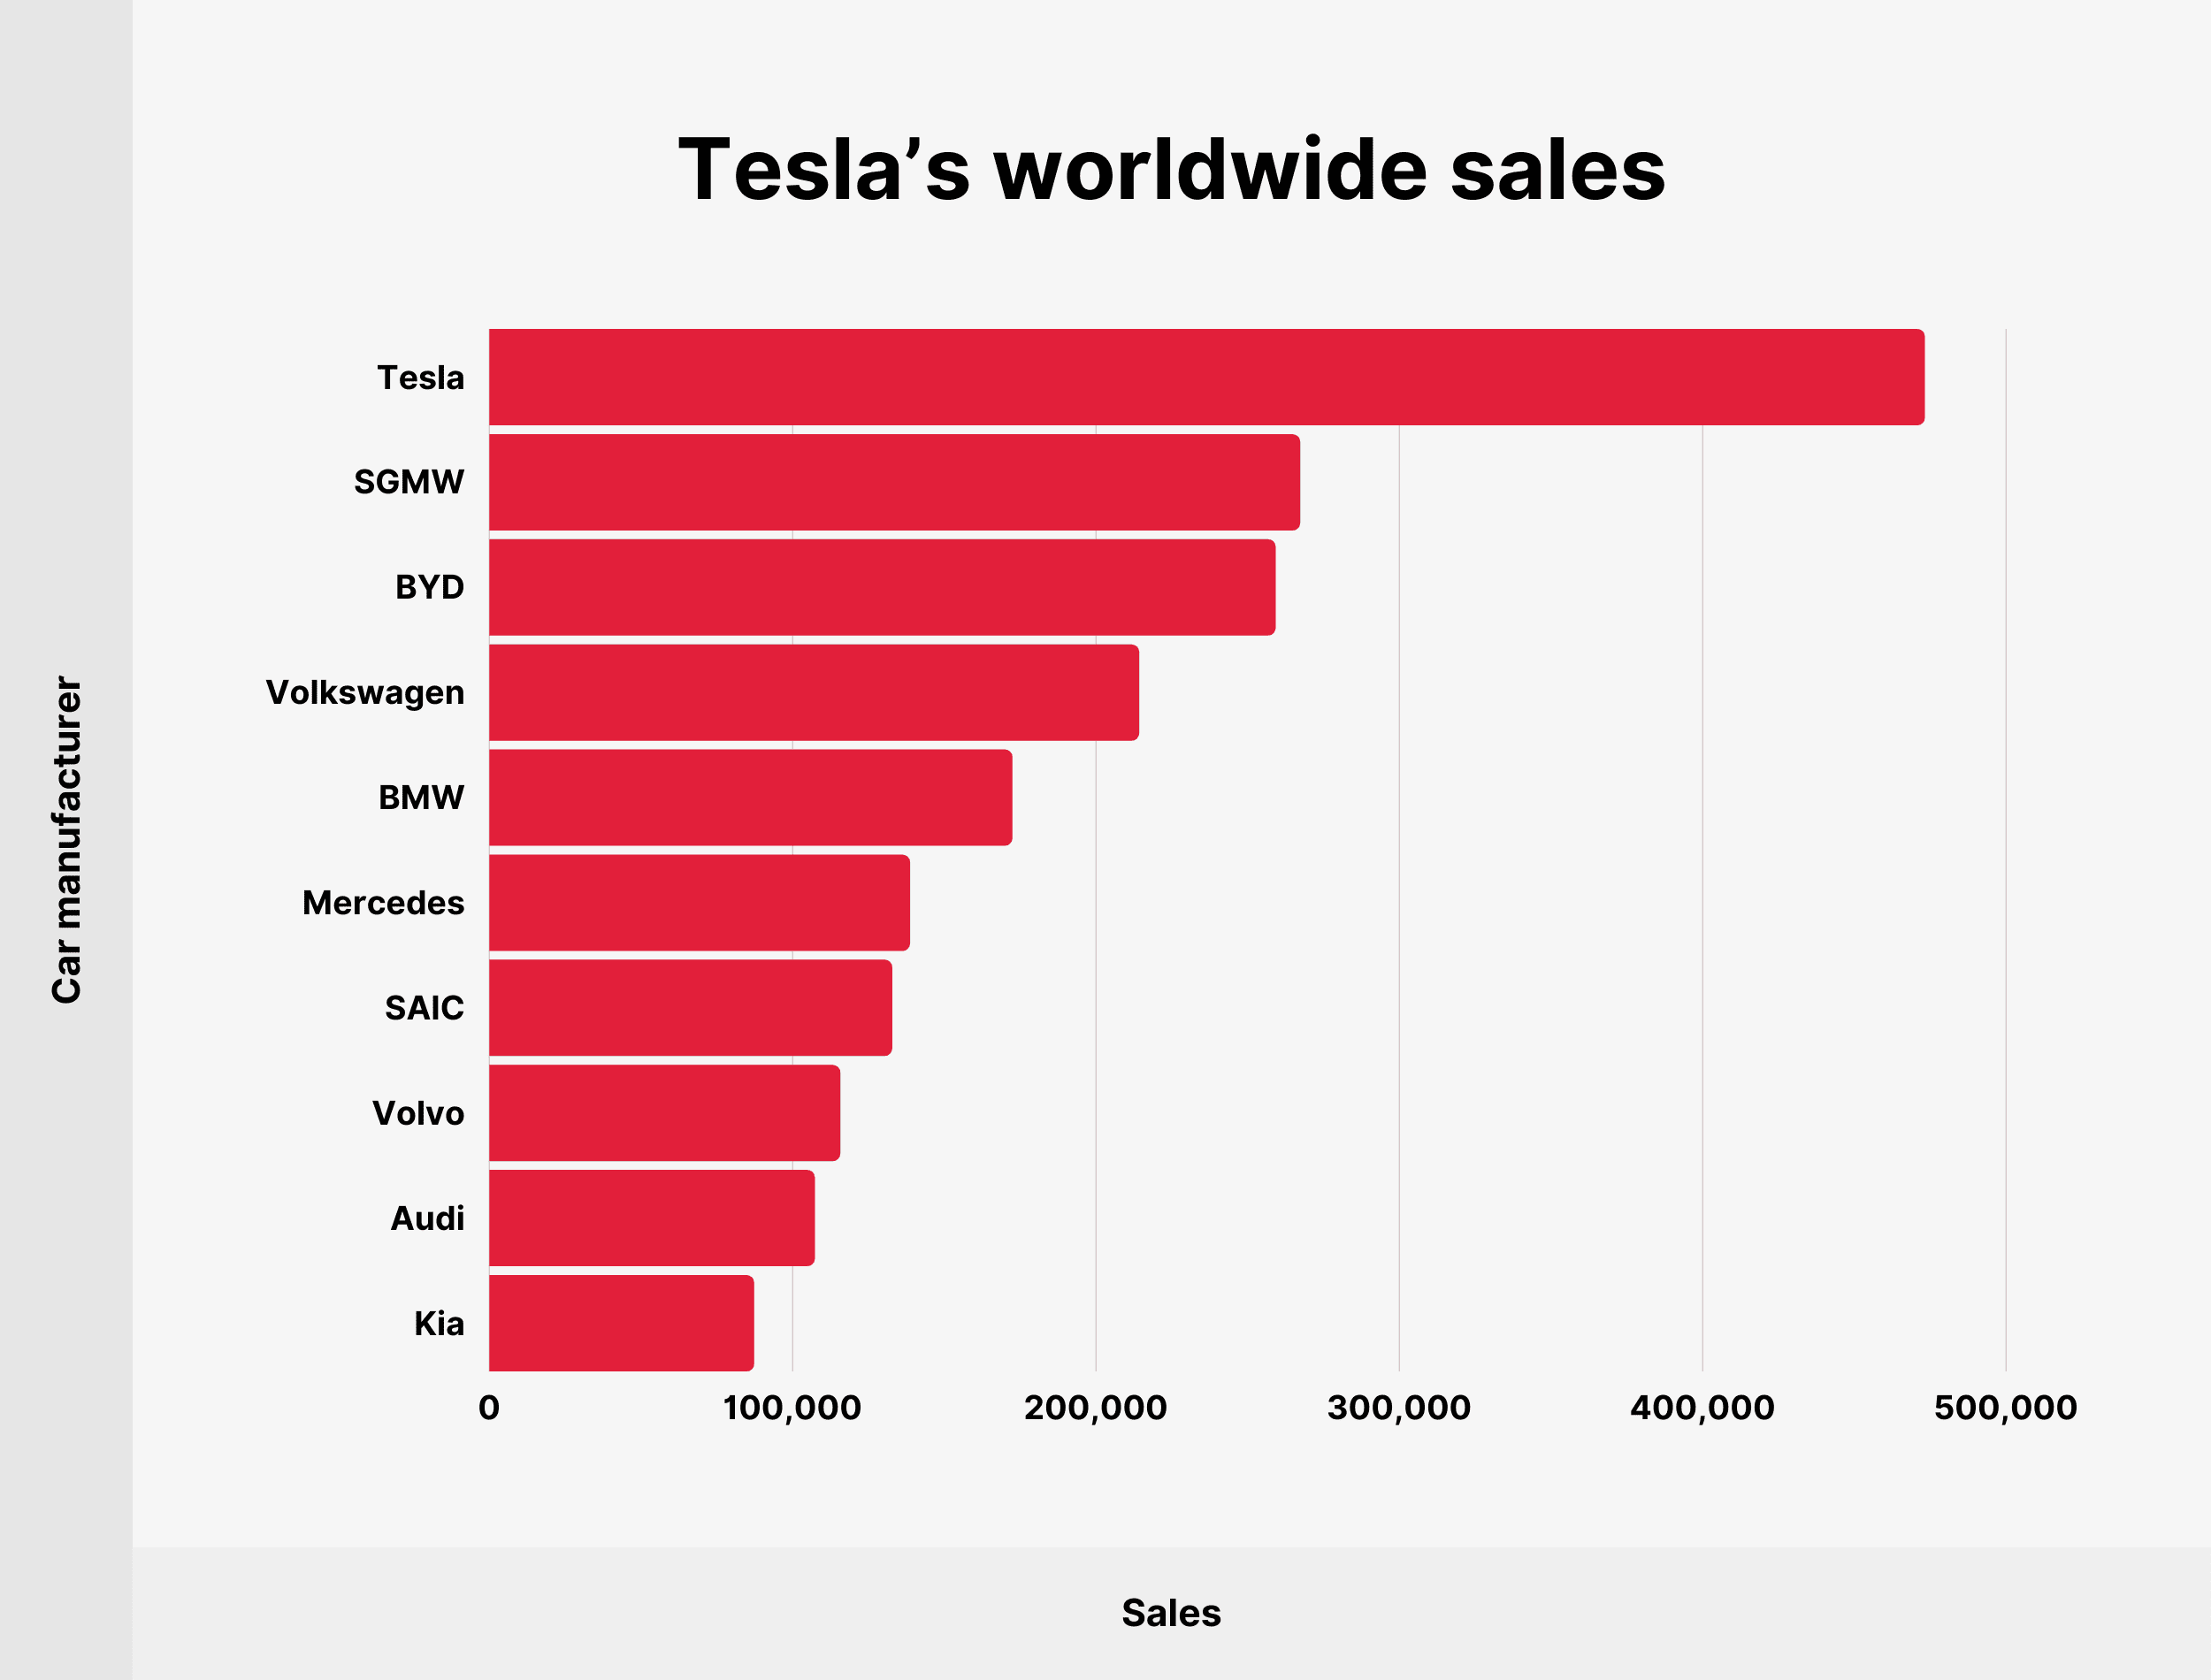 Tesla’s worldwide sales
Car manufacturer
Tesla
SGMW
BYD
Volkswagen
BMW
Mercedes
SAIC
Volvo
Audi
Kia
0 100,000 200,000 300,000 400,000 500,000
Sales